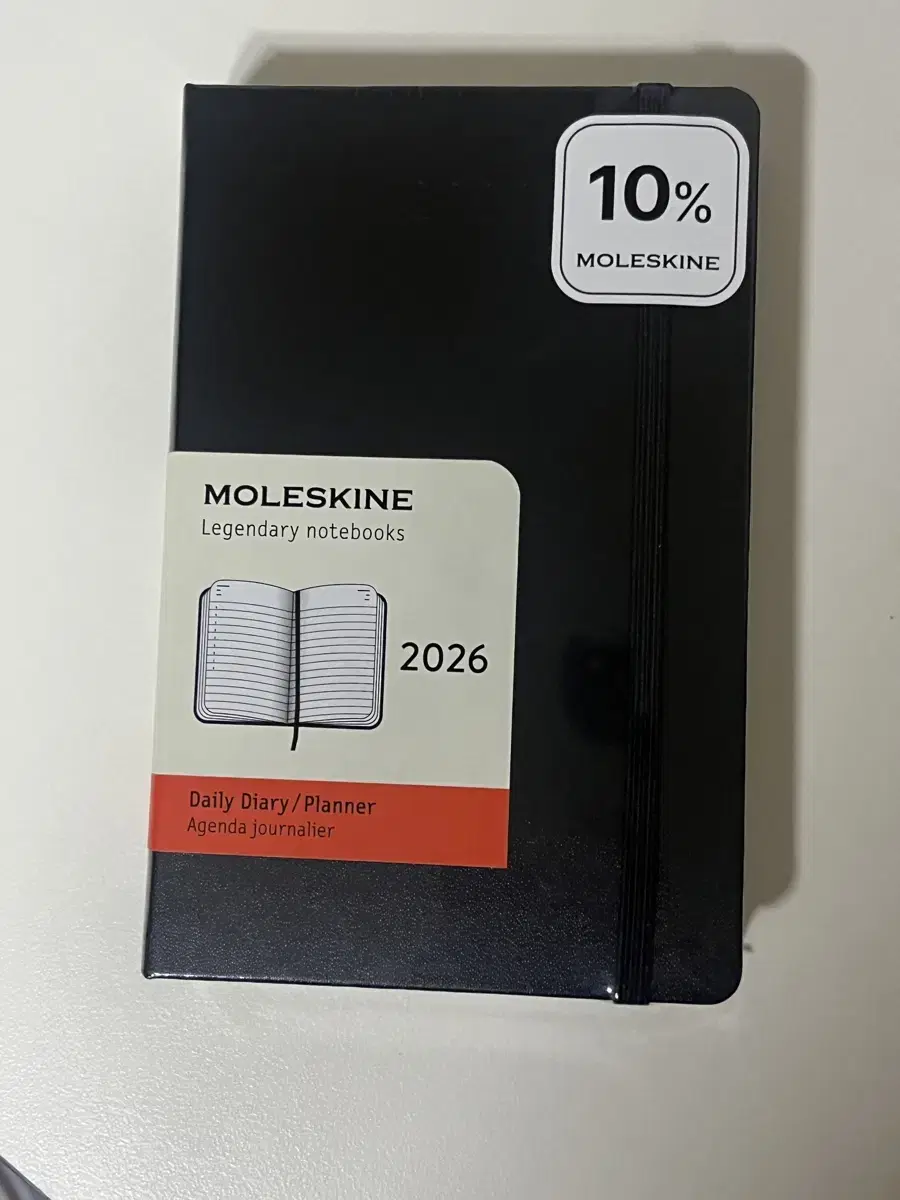 10%
MOLESKINE
MOLESKINE
Legendary notebooks
2026
Daily Diary/Planner
Agenda journalier